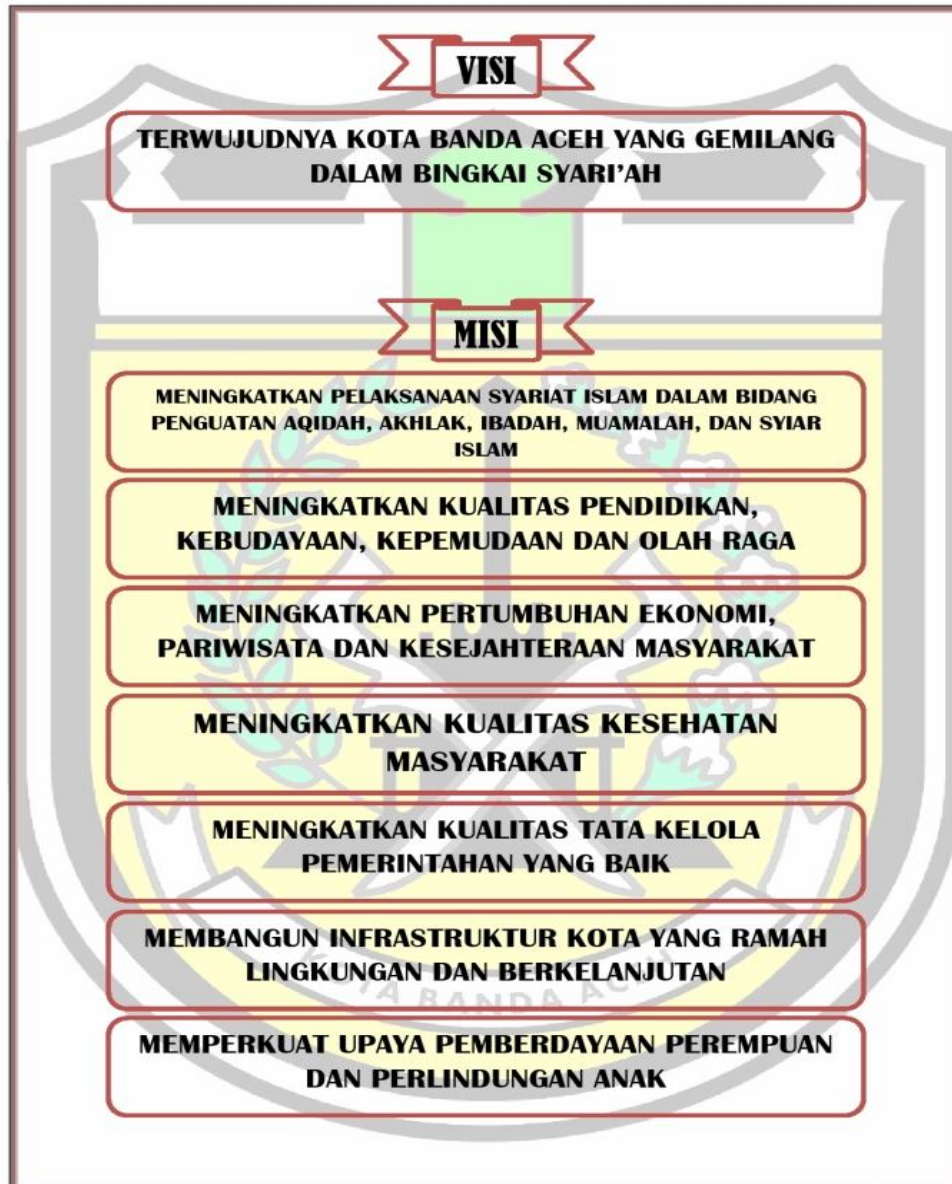 VISI
TERWUJUDNYA KOTA BANDA ACEH YANG GEMILANG
DALAM BINGKAI SYARI'AH
MISI
MENINGKATKAN PELAKSANAAN SYARIAT ISLAM DALAM BIDANG
PENGUATAN AQIDAH, AKHLAK, IBADAH, MUAMALAH, DAN SYIAR
ISLAM
MENINGKATKAN KUALITAS PENDIDIKAN,
KEBUDAYAAN, KEPEMUDAAN DAN OLAH RAGA
MENINGKATKAN PERTUMBUHAN EKONOMI,
PARIWISATA DAN KESEJAHTERAAN MASYARAKAT
MENINGKATKAN KUALITAS KESEHATAN
MASYARAKAT
MENINGKATKAN KUALITAS TATA KELOLA
PEMERINTAHAN YANG BAIK
MEMBANGUN INFRASTRUKTUR KOTA YANG RAMAH
LINGKUNGAN DAN BERKELANJUTAN
KOTA BANDA ACEH
MEMPERKUAT UPAYA PEMBERDAYAAN PEREMPUAN
DAN PERLINDUNGAN ANAK